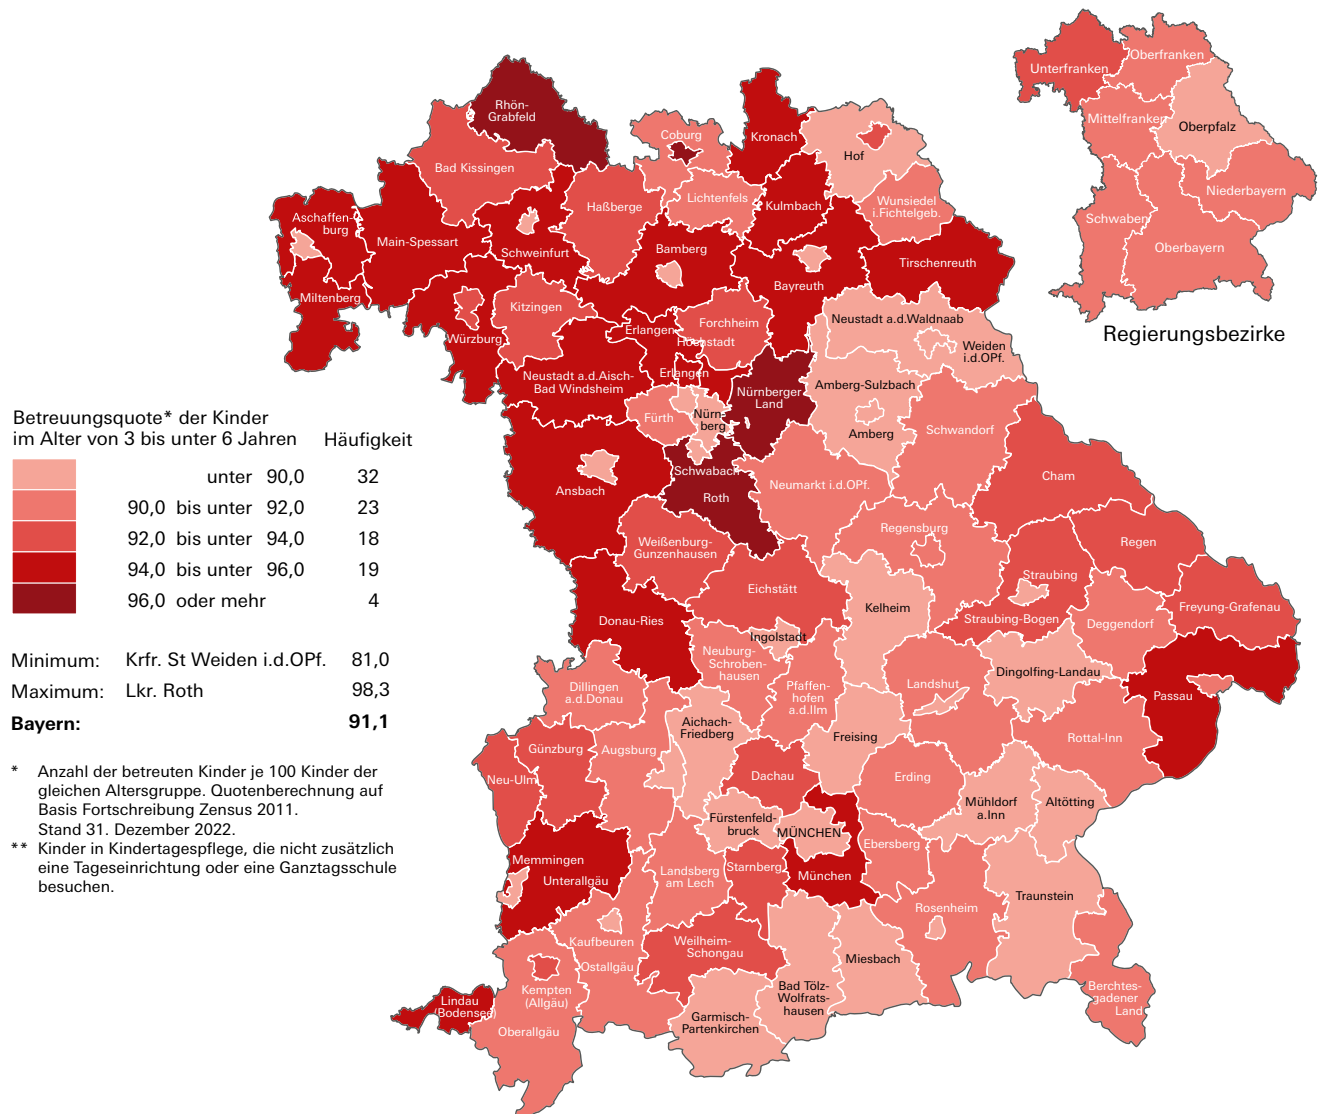 Unterfranken
Oberfranken
Mittelfranken
Oberpfalz
Niederbayern
Schwaben
Oberbayern
Regierungsbezirke
Rhön-
Grabfeld
Coburg
Kronach
Hof
Bad Kissingen
Lichtenfels
Kulmbach
Wunsiedel
i.Fichtelgeb.
Haßberge
Aschaffen-
burg
Main-Spessart
Schweinfurt
Bamberg
Bayreuth
Tirschenreuth
Miltenberg
Kitzingen
Würzburg
Erlangen-
Höchstadt
Forchheim
Neustadt a.d.Waldnaab
Weiden
i.d.OPf.
Neustadt a.d.Aisch-
Bad Windsheim
Erlangen
Nürnberger
Land
Amberg-Sulzbach
Fürth
Nürn-
berg
Amberg
Schwandorf
Ansbach
Schwabach
Roth
Neumarkt i.d.OPf.
Cham
Weißenburg-
Gunzenhausen
Regensburg
Regen
Eichstätt
Straubing
Kelheim
Donau-Ries
Straubing-Bogen
Deggendorf
Freyung-Grafenau
Ingolstadt
Neuburg-
Schroben-
hausen
Dingolfing-Landau
Dillingen
a.d.Donau
Pfaffen-
hofen
a.d.Ilm
Landshut
Passau
Aichach-
Friedberg
Freising
Rottal-Inn
Günzburg
Augsburg
Neu-Ulm
Dachau
Erding
Mühldorf
a.Inn
Altötting
Fürstenfeld-
bruck
MÜNCHEN
Ebersberg
Memmingen
Unterallgäu
Landsberg
am Lech
Starnberg
München
Traunstein
Rosenheim
Kaufbeuren
Ostallgäu
Weilheim-
Schongau
Miesbach
Kempten
(Allgäu)
Bad Tölz-
Wolfrats-
hausen
Berchtes-
gadener
Land
Lindau
(Bodensee)
Oberallgäu
Garmisch-
Partenkirchen
Betreuungsquote* der Kinder
im Alter von 3 bis unter 6 Jahren Häufigkeit
unter 90,0 32
90,0 bis unter 92,0 23
92,0 bis unter 94,0 18
94,0 bis unter 96,0 19
96,0 oder mehr 4
Minimum: Krfr. St Weiden i.d.OPf. 81,0
Maximum: Lkr. Roth 98,3
Bayern: 91,1
* Anzahl der betreuten Kinder je 100 Kinder der
gleichen Altersgruppe. Quotenberechnung auf
Basis Fortschreibung Zensus 2011.
Stand 31. Dezember 2022.
** Kinder in Kindertagespflege, die nicht zusätzlich
eine Tageseinrichtung oder eine Ganztagsschule
besuchen.